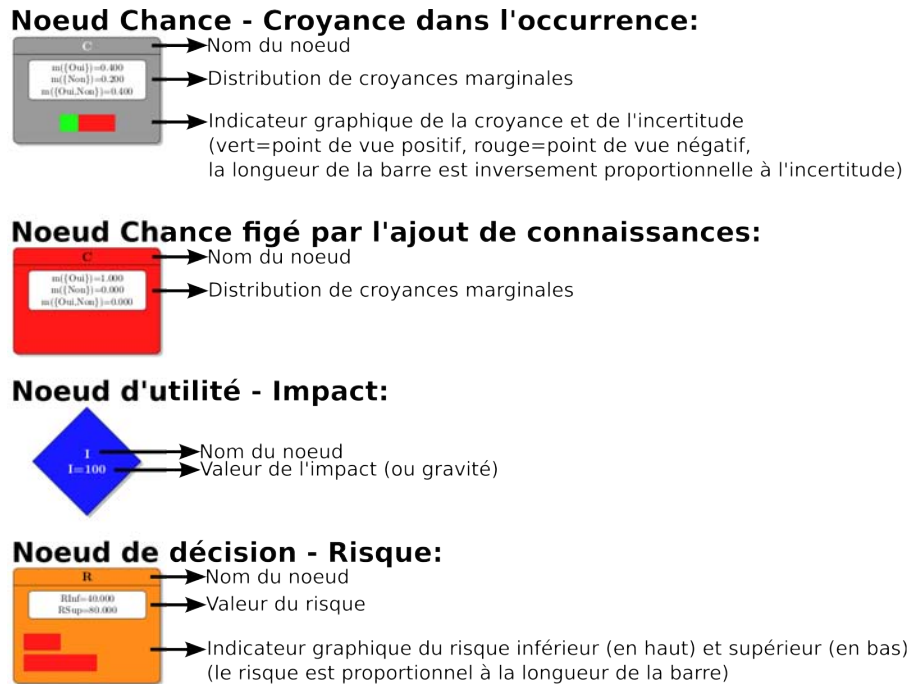 Noeud Chance - Croyance dans l'occurrence:
C
Nom du noeud
m({Oui})=0.400
m({Non})=0.200
m({Oui,Non})=0.400
Distribution de croyances marginales
Indicateur graphique de la croyance et de l'incertitude
(vert=point de vue positif, rouge=point de vue négatif,
la longueur de la barre est inversement proportionnelle à l'incertitude)
Noeud Chance figé par l'ajout de connaissances:
C
Nom du noeud
m({Oui})=1.000
m({Non})=0.000
m({Oui,Non})=0.000
Distribution de croyances marginales
Noeud d'utilité - Impact:
I
Nom du noeud
I=100
Valeur de l'impact (ou gravité)
Noeud de décision - Risque:
R
Nom du noeud
RInf=40.000
RSup=80.000
Valeur du risque
Indicateur graphique du risque inférieur (en haut) et supérieur (en bas)
(le risque est proportionnel à la longueur de la barre)